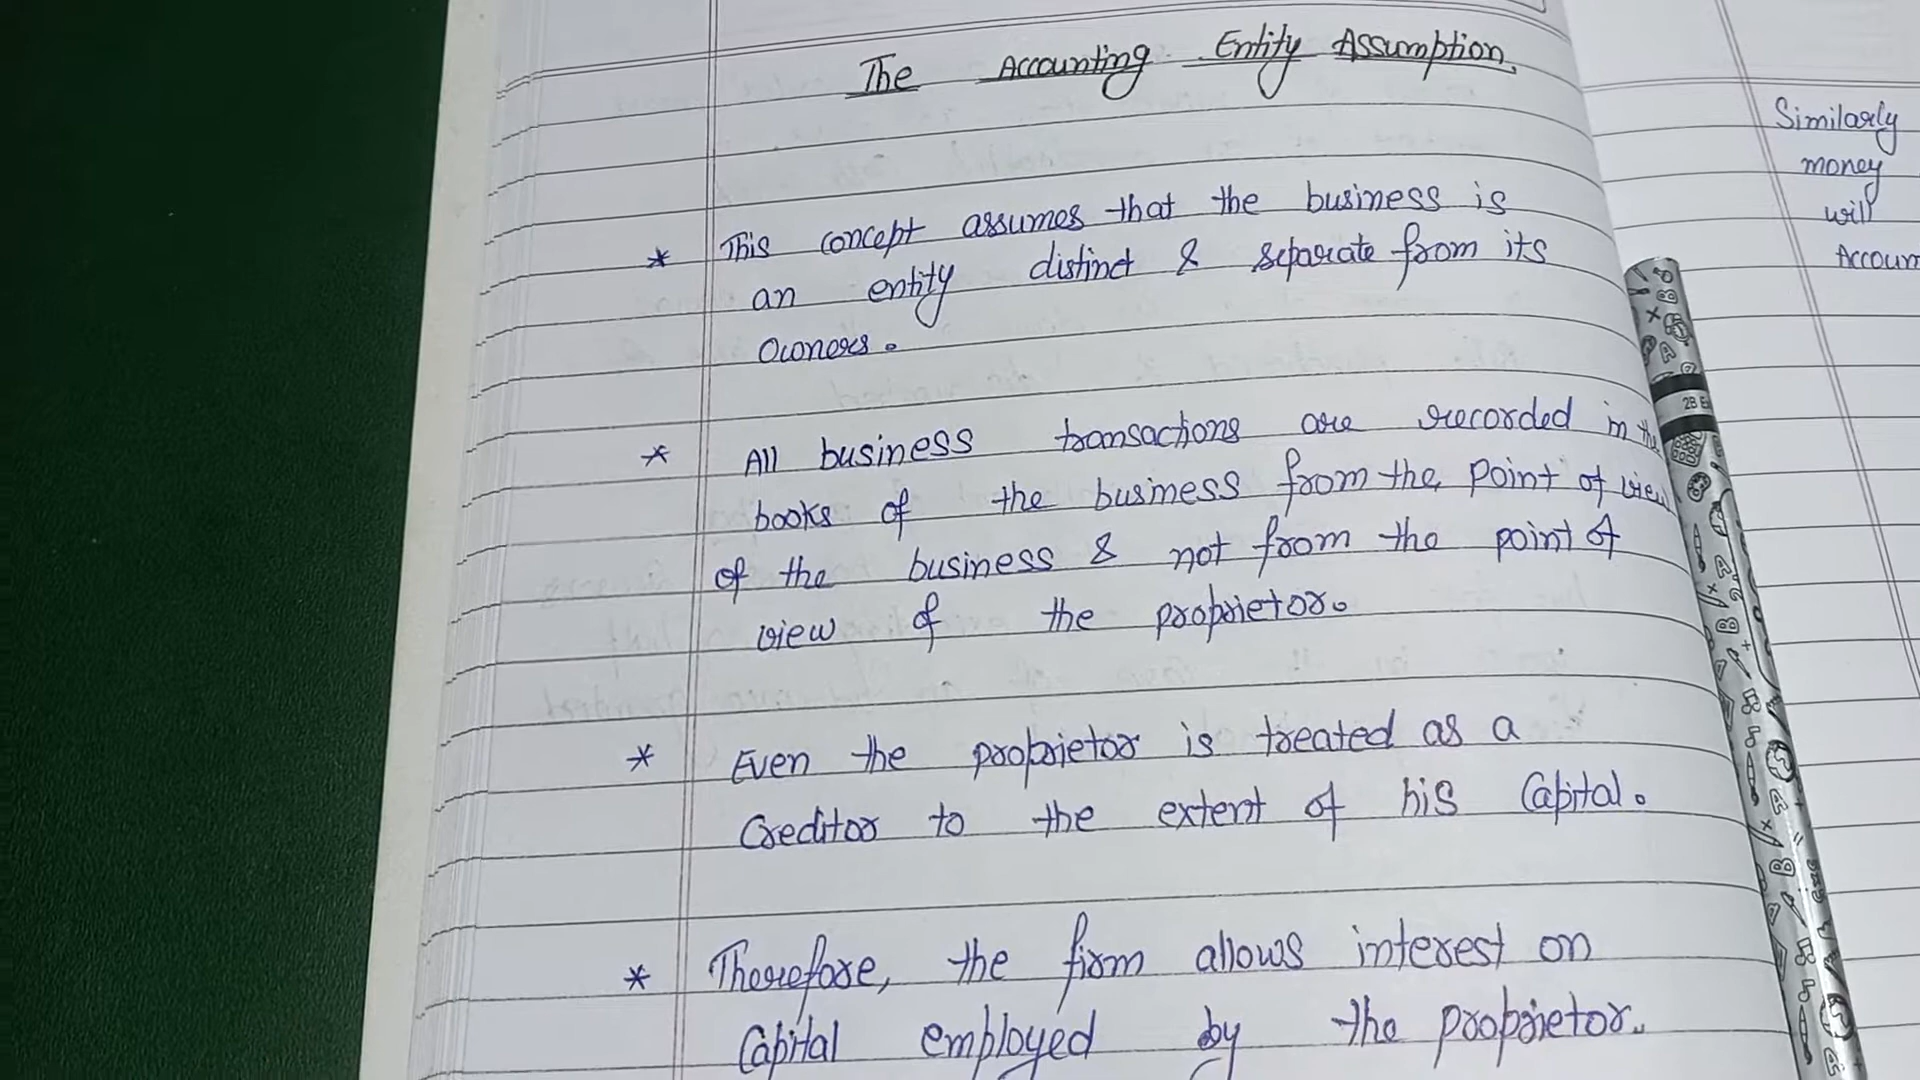 The Accounting Entity Assumption.
* This concept assumes that the business is
an entity distinct & separate from its
Owners.
* All business transactions are recorded in the
books of the business from the point of view
of the business & not from the point of
view of the proprietor.
* Even the proprietor is treated as a
Creditor to the extent of his Capital.
* Therefore, the firm allows interest on
Capital employed by the proprietor.
Similarly
money
will
Accoun
2B